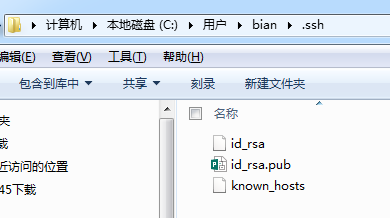 计算机 ▸ 本地磁盘 (C:) ▸ 用户 ▸ bian ▸ .ssh
编辑(E) 查看(V) 工具(T) 帮助(H)
包含到库中 共享 刻录 新建文件夹
名称
夹
id_rsa
载
id_rsa.pub
近访问的位置
known_hosts
45下载